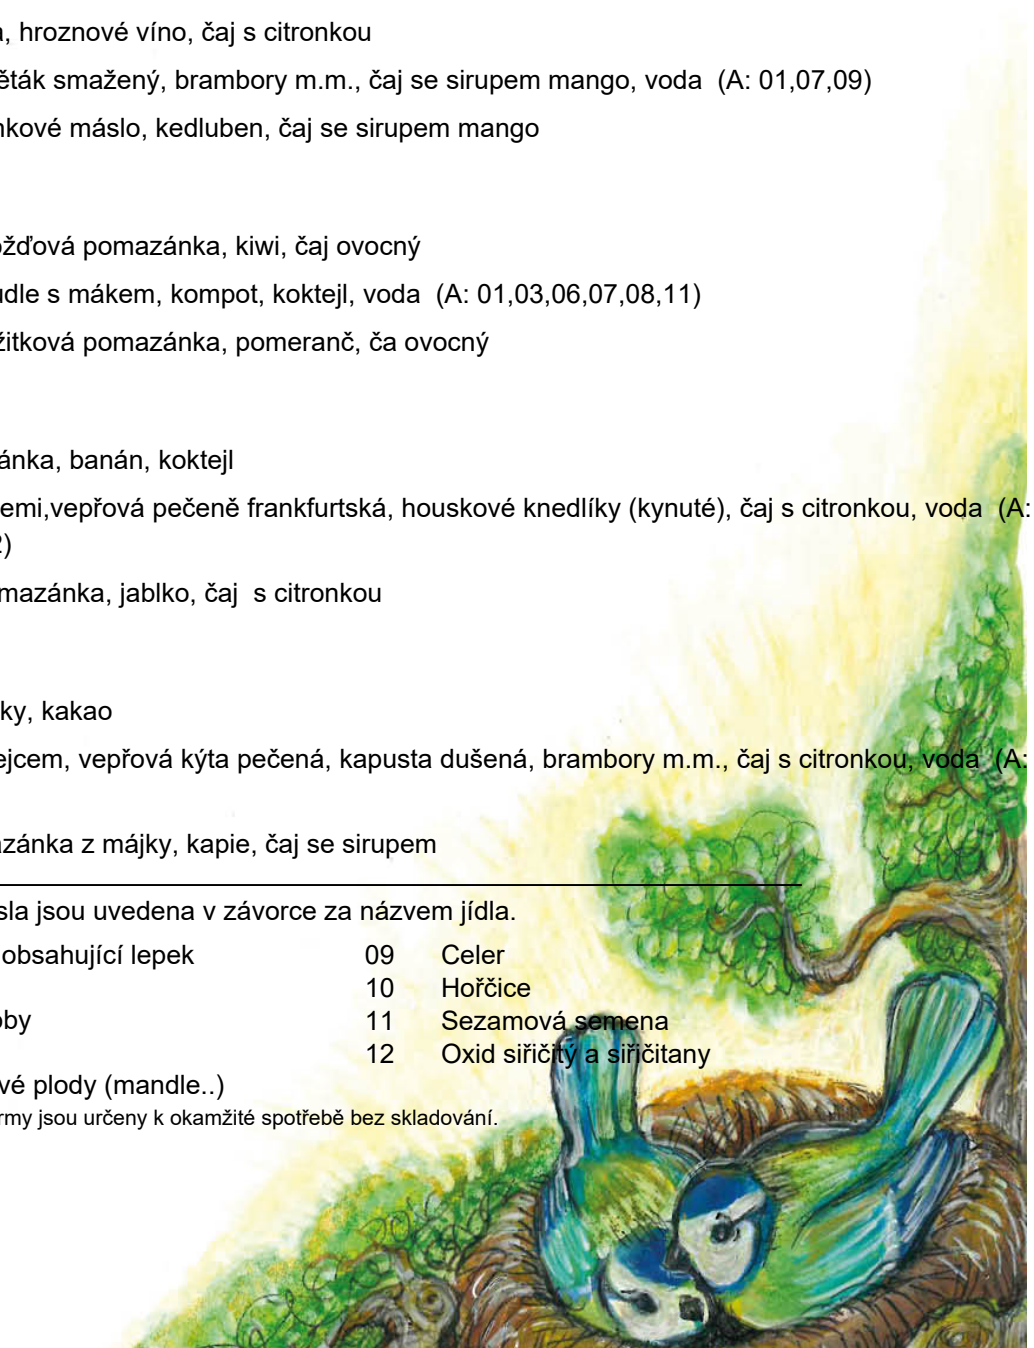 a, hroznové víno, čaj s citronkou
ěták smažený, brambory m.m., čaj se sirupem mango, voda  (A: 01,07,09)
nkové máslo, kedluben, čaj se sirupem mango
ožďová pomazánka, kiwi, čaj ovocný
udle s mákem, kompot, koktejl, voda  (A: 01,03,06,07,08,11)
žitková pomazánka, pomeranč, ča ovocný
ánka, banán, koktejl
emi,vepřová pečeně frankfurtská, houskové knedlíky (kynuté), čaj s citronkou, voda  (A:
2)
mazánka, jablko, čaj  s citronkou
ky, kakao
ejcem, vepřová kýta pečená, kapusta dušená, brambory m.m., čaj s citronkou, voda  (A:
azánka z májky, kapie, čaj se sirupem
sla jsou uvedena v závorce za názvem jídla.
obsahující lepek 09 Celer
10 Hořčice
oby 11 Sezamová semena
12 Oxid siřičitý a siřičitany
vé plody (mandle..)
rmy jsou určeny k okamžité spotřebě bez skladování.